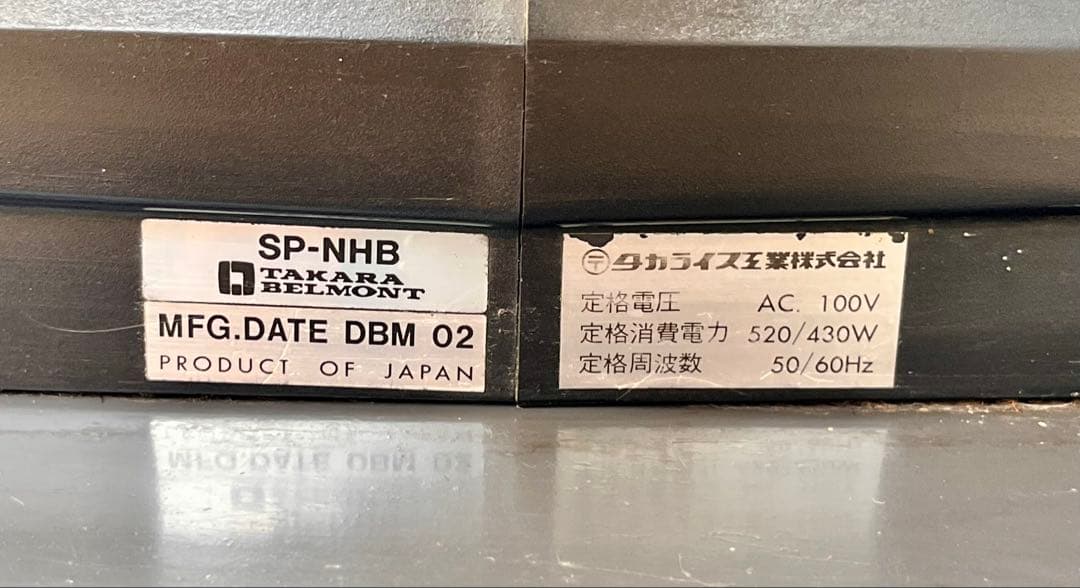 SP-NHB
TAKARA
BELMONT
MFG.DATE DBM 02
PRODUCT OF JAPAN
〒タカライス工業株式会社
定格電圧 AC. 100V
定格消費電力 520/430W
定格周波数 50/60Hz